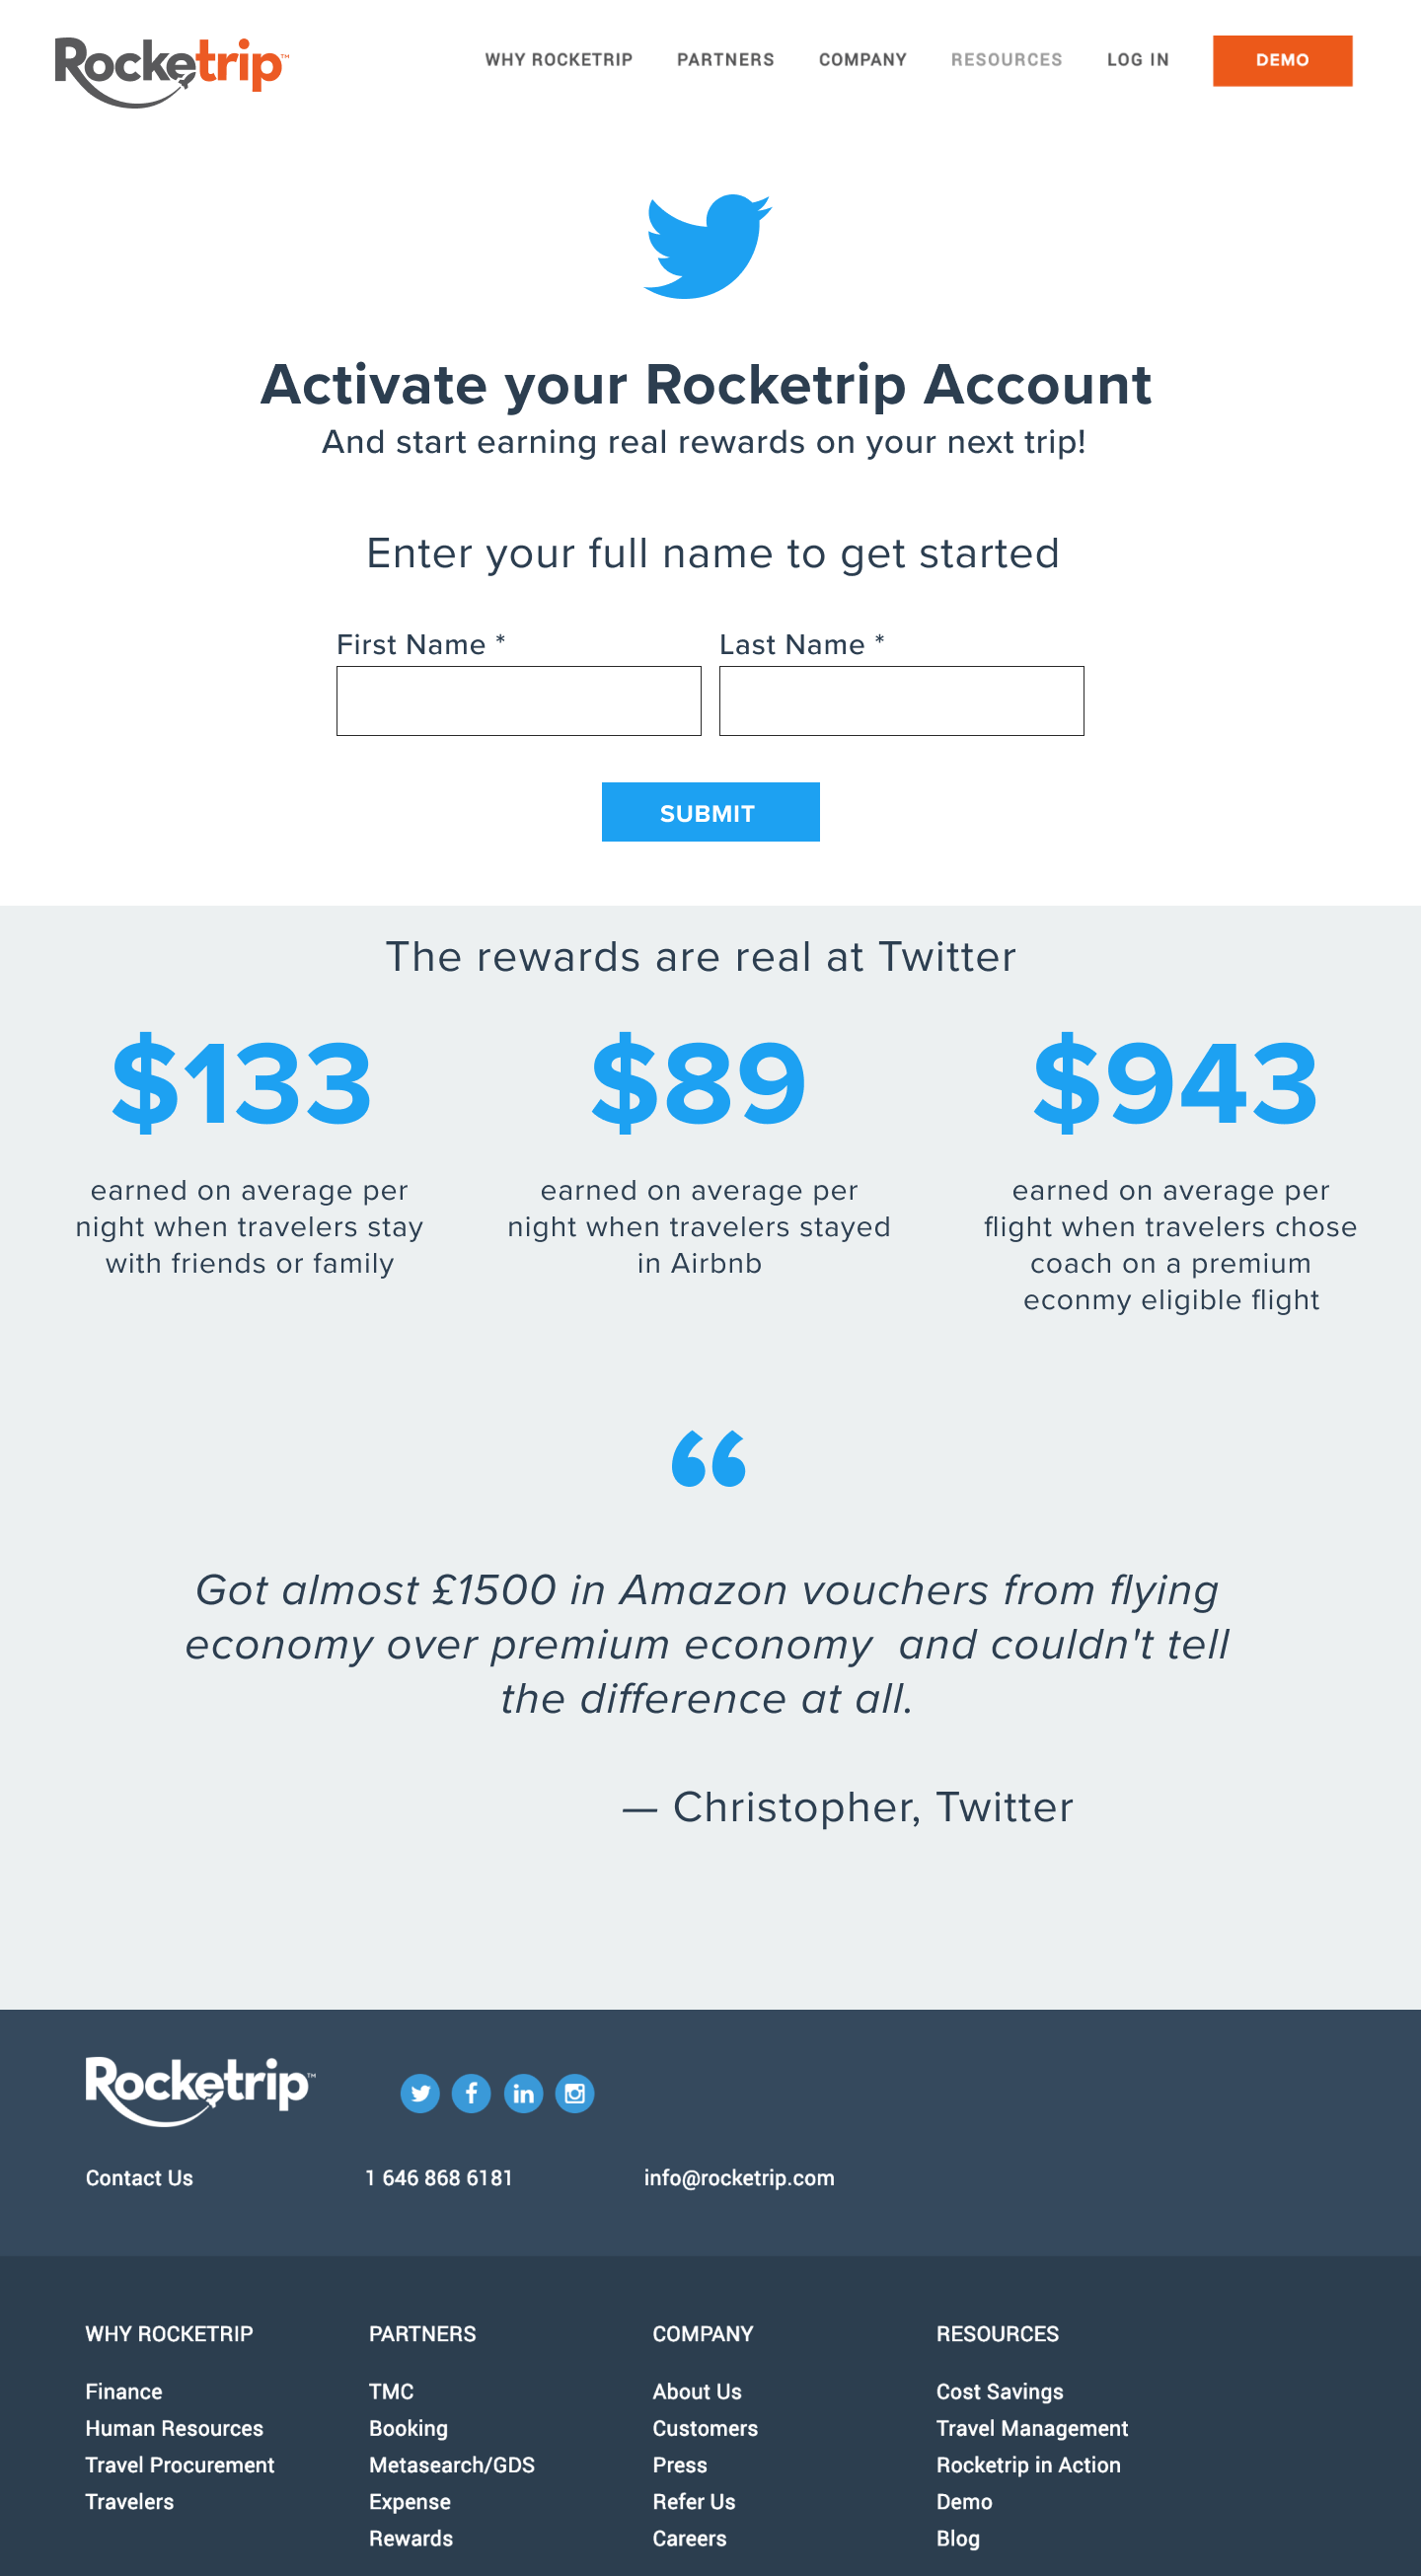 Rocketrip™
WHY ROCKETRIP PARTNERS COMPANY RESOURCES LOG IN DEMO
Activate your Rocketrip Account
And start earning real rewards on your next trip!
Enter your full name to get started
First Name * Last Name *
SUBMIT
The rewards are real at Twitter
$133
earned on average per
night when travelers stay
with friends or family
$89
earned on average per
night when travelers stayed
in Airbnb
$943
earned on average per
flight when travelers chose
coach on a premium
econmy eligible flight
“
Got almost £1500 in Amazon vouchers from flying
economy over premium economy  and couldn't tell
the difference at all.
— Christopher, Twitter
Rocketrip™
Contact Us 1 646 868 6181 info@rocketrip.com
WHY ROCKETRIP
Finance
Human Resources
Travel Procurement
Travelers
PARTNERS
TMC
Booking
Metasearch/GDS
Expense
Rewards
COMPANY
About Us
Customers
Press
Refer Us
Careers
RESOURCES
Cost Savings
Travel Management
Rocketrip in Action
Demo
Blog